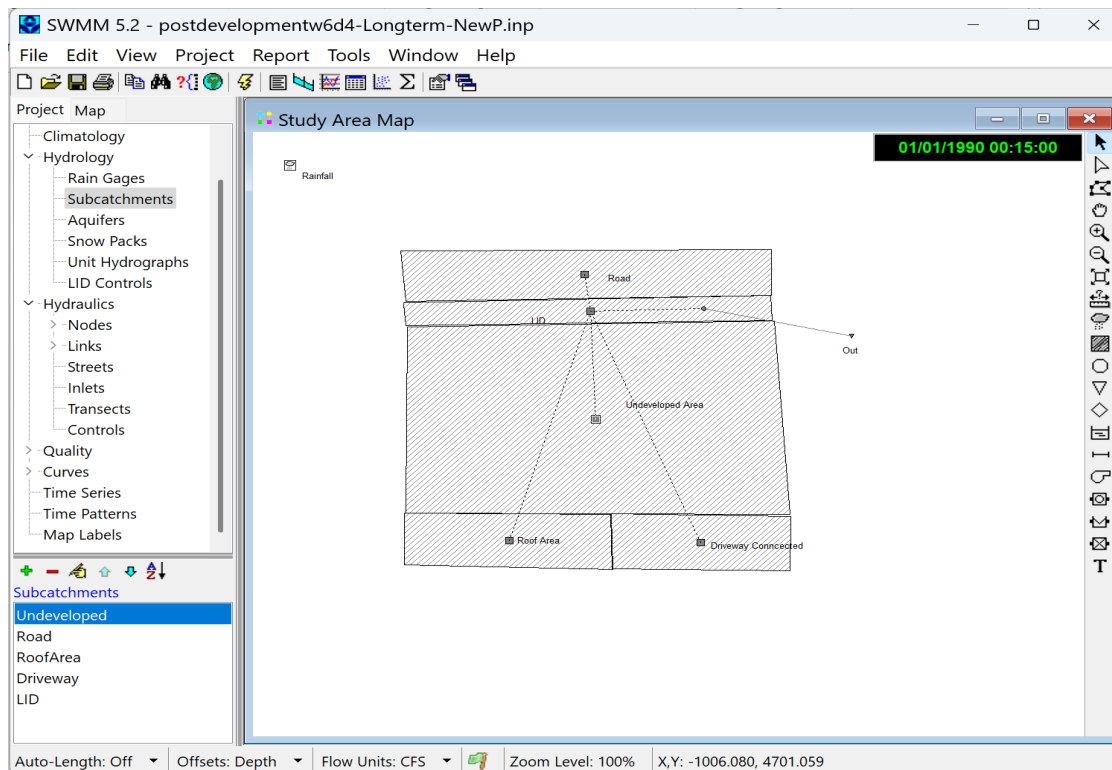 SWMM 5.2 - postdevelopmentw6d4-Longterm-NewP.inp
File Edit View Project Report Tools Window Help
Project Map
Climatology
Hydrology
Rain Gages
Subcatchments
Aquifers
Snow Packs
Unit Hydrographs
LID Controls
Hydraulics
Nodes
Links
Streets
Inlets
Transects
Controls
Quality
Curves
Time Series
Time Patterns
Map Labels
Subcatchments
Undeveloped
Road
RoofArea
Driveway
LID
Study Area Map
01/01/1990 00:15:00
Rainfall
Road
LID
Out
Undeveloped Area
Roof Area
Driveway Conncected
T
Auto-Length: Off Offsets: Depth Flow Units: CFS Zoom Level: 100% X,Y: -1006.080, 4701.059